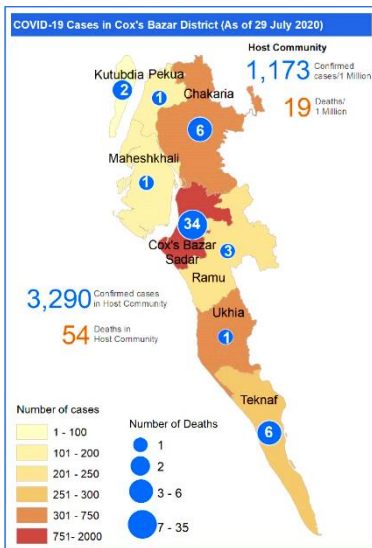 COVID-19 Cases in Cox's Bazar District (As of 29 July 2020)
Host Community
1,173 Confirmed cases/1 Million
19 Deaths/ 1 Million
Kutubdia
Pekua
Chakaria
2
1
6
Maheshkhali
1
34
Cox's Bazar
Sadar
3
Ramu
3,290 Confirmed cases in Host Community
54 Deaths in Host Community
Ukhia
1
Teknaf
6
Number of cases
1 - 100
101 - 200
201 - 250
251 - 300
301 - 750
751- 2000
Number of Deaths
1
2
3 - 6
7 - 35